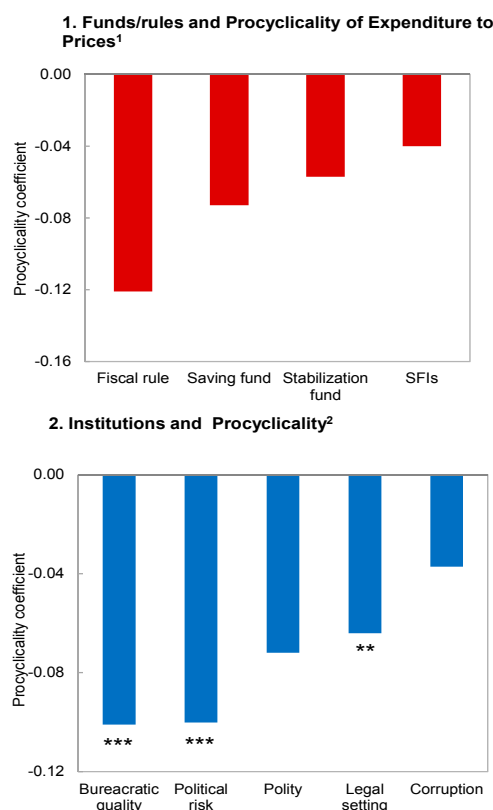 1. Funds/rules and Procyclicality of Expenditure to
Prices¹
0.00
-0.04
-0.08
-0.12
-0.16
Procyclicality coefficient
Fiscal rule
Saving fund
Stabilization
fund
SFIs
2. Institutions and Procyclicality²
0.00
-0.04
-0.08
-0.12
Procyclicality coefficient
***
***
**
Bureacratic
quality
Political
risk
Polity
Legal
setting
Corruption